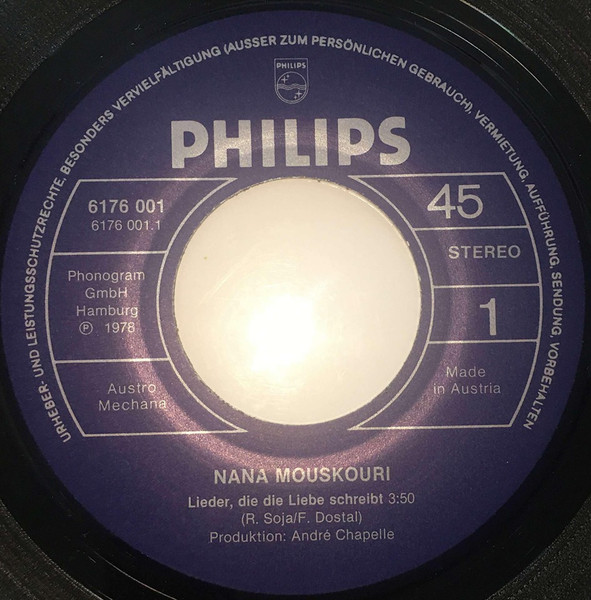 URHEBER- UND LEISTUNGSSCHUTZRECHTE, BESONDERS VERVIELFÄLTIGUNG (AUSSER ZUM PERSÖNLICHEN GEBRAUCH), VERMIETUNG, AUFFÜHRUNG, SENDUNG, VORBEHALTEN
PHILIPS
PHILIPS
6176 001
6176 001.1
Phonogram
GmbH
Hamburg
Ⓟ 1978
Austro
Mechana
45
STEREO
1
Made
in Austria
NANA MOUSKOURI
Lieder, die die Liebe schreibt 3:50
(R. Soja/F. Dostal)
Produktion: André Chapelle